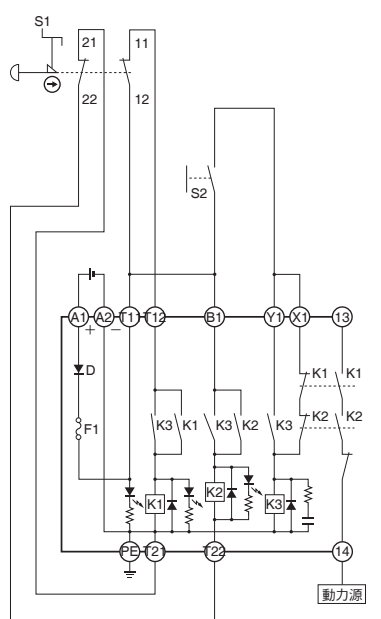 S1
21
11
22
12
S2
A1
A2
T11
T12
B1
Y1
X1
13
+
−
D
K1
K1
F1
K3
K1
K3
K2
K3
K2
K2
K1
K2
K3
PE
T21
T22
14
動力源